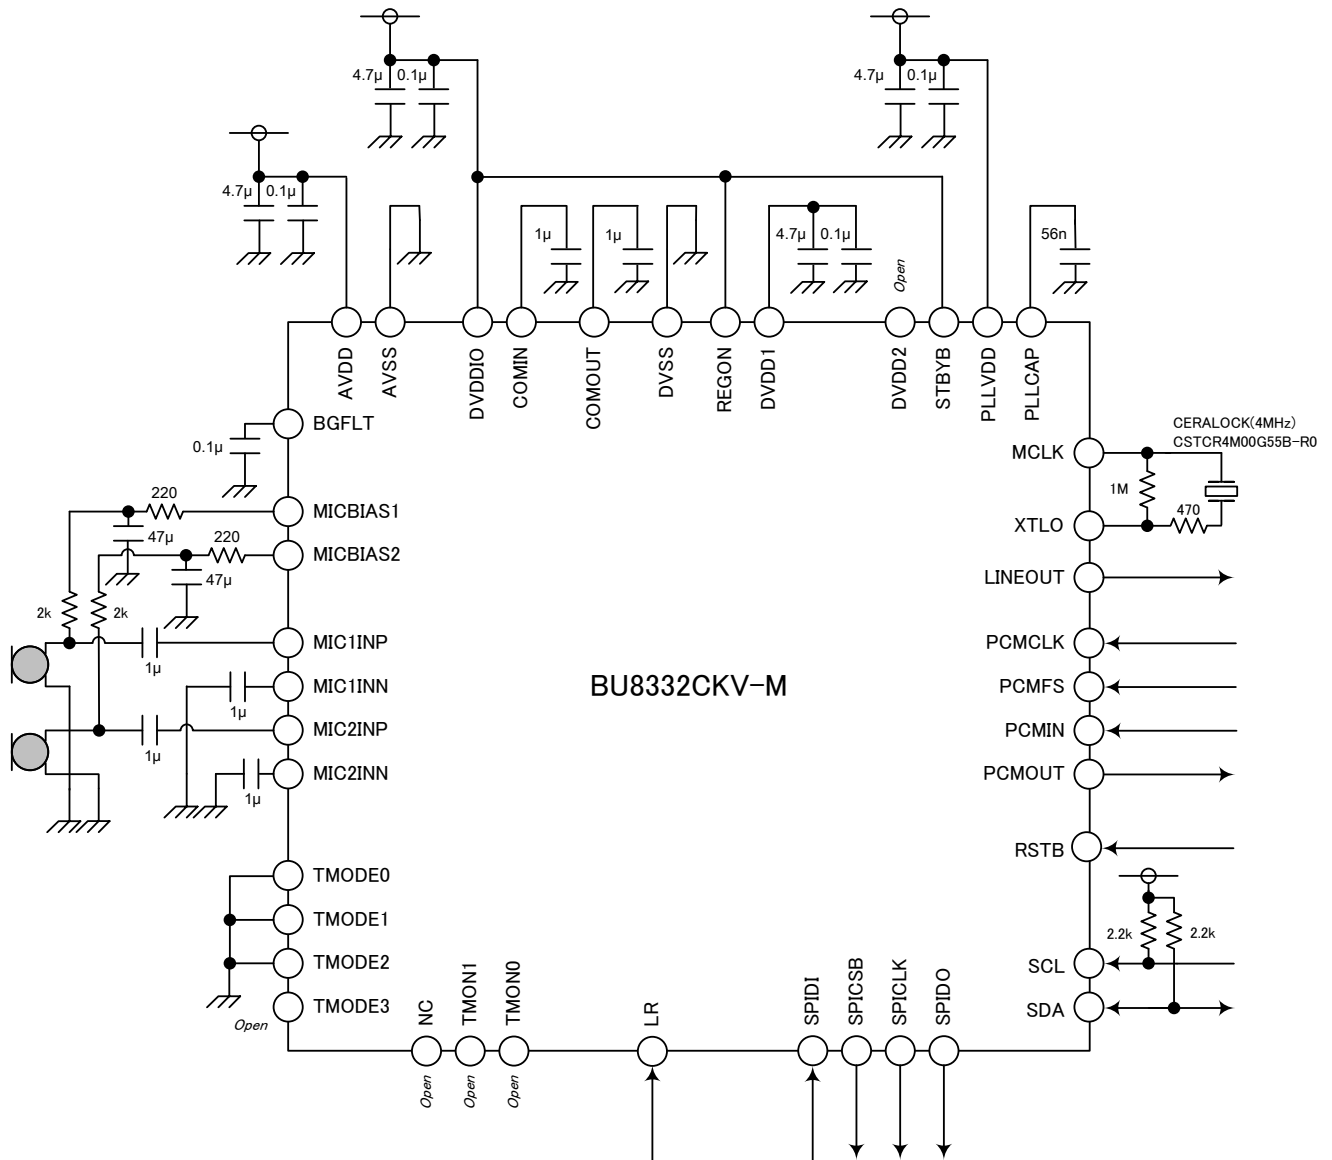 4.7μ 0.1μ
4.7μ 0.1μ
4.7μ 0.1μ
1μ
1μ
4.7μ 0.1μ
56n
Open
AVDD
AVSS
DVDDIO
COMIN
COMOUT
DVSS
REGON
DVDD1
DVDD2
STBYB
PLLVDD
PLLCAP
BGFLT
0.1μ
MICBIAS1
220
47μ
MICBIAS2
220
47μ
2k
2k
MIC1INP
1μ
MIC1INN
1μ
MIC2INP
1μ
MIC2INN
1μ
BU8332CKV-M
CERALOCK(4MHz)
CSTCR4M00G55B-R0
MCLK
1M
470
XTLO
LINEOUT
PCMCLK
PCMFS
PCMIN
PCMOUT
RSTB
2.2k
2.2k
SCL
SDA
TMODE0
TMODE1
TMODE2
TMODE3
Open
NC
TMON1
TMON0
LR
SPIDI
SPICSB
SPICLK
SPIDO
Open
Open
Open